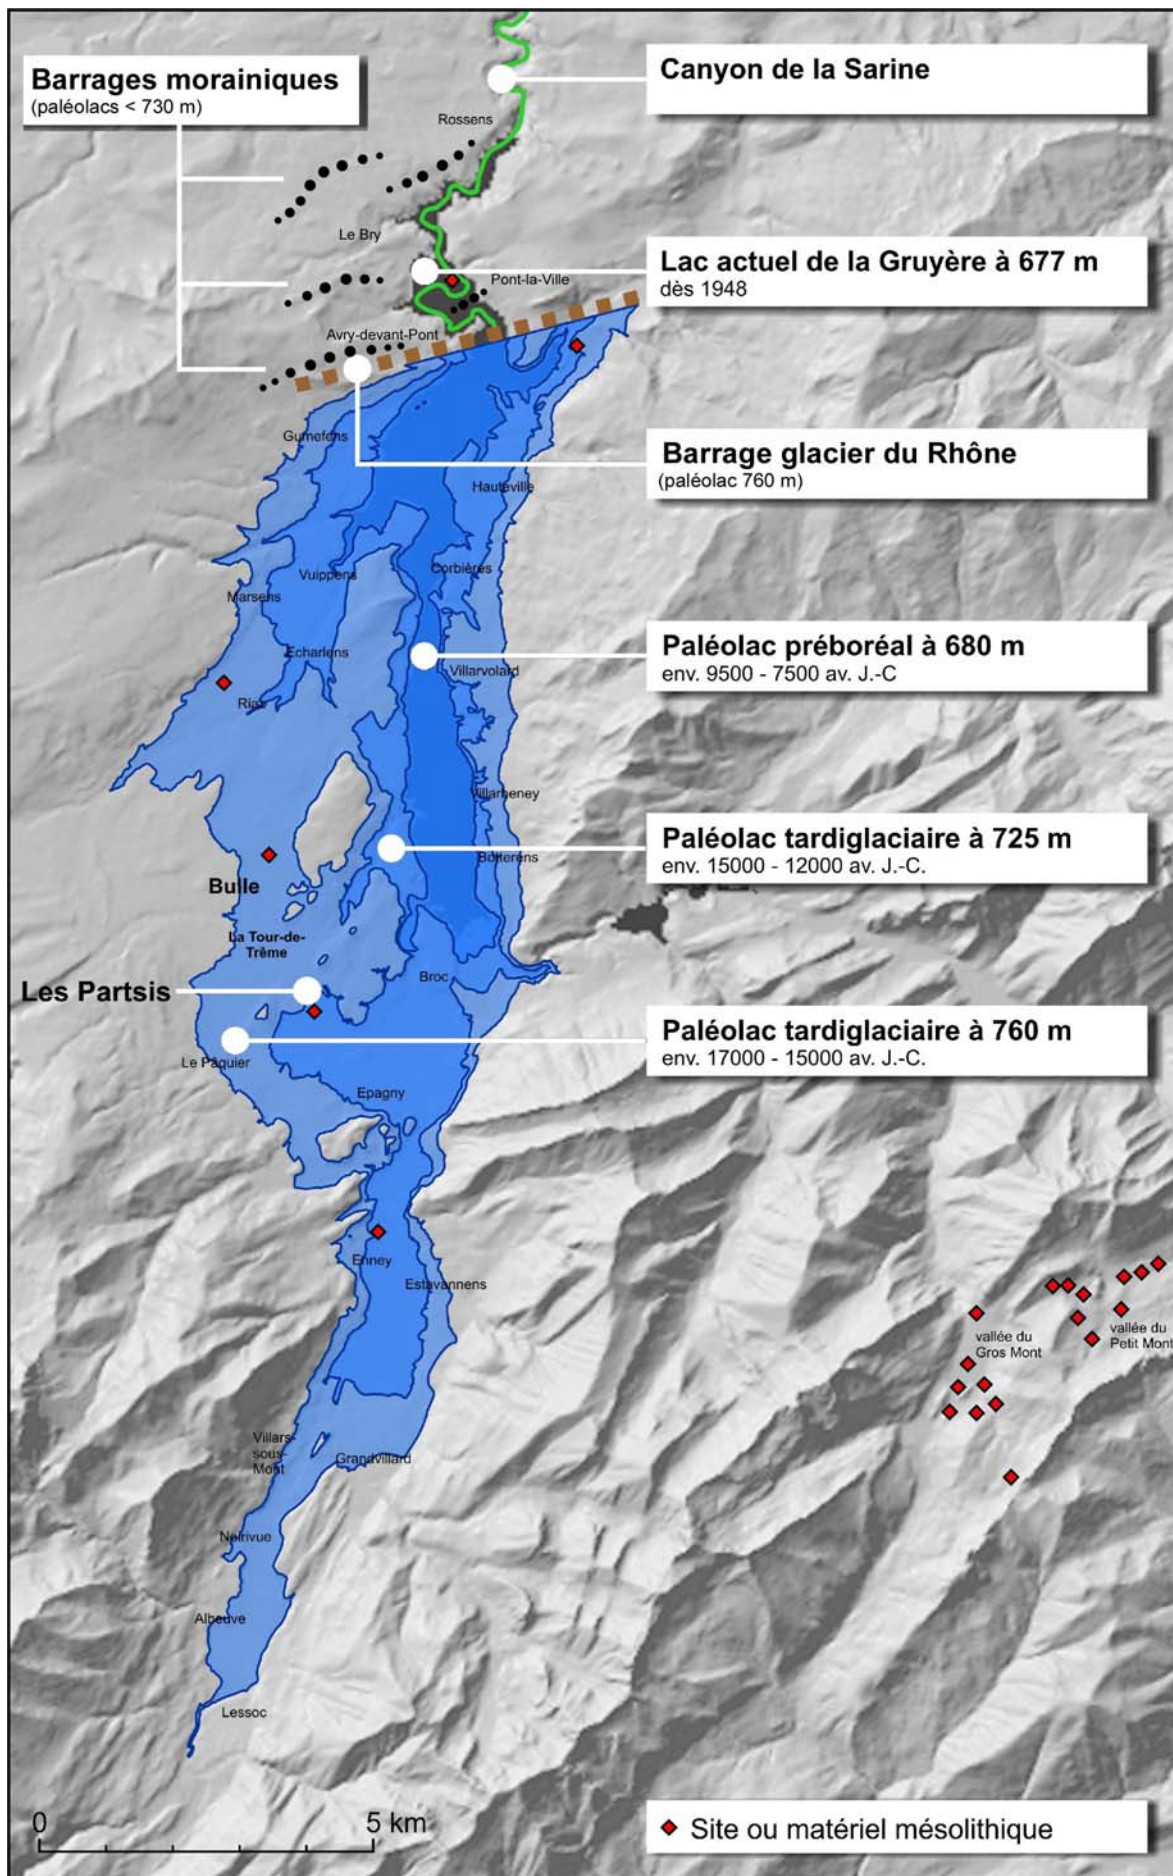 Barrages morainiques
(paléolacs < 730 m)
Canyon de la Sarine
Rossens
Le Bry
Lac actuel de la Gruyère à 677 m
dès 1948
Pont-la-Ville
Avry-devant-Pont
Barrage glacier du Rhône
(paléolac 760 m)
Gumefens
Hauteville
Vuippens
Corbières
Marsens
Echarlens
Paléolac préboréal à 680 m
env. 9500 - 7500 av. J.-C
Villarvolard
Riaz
Villarbeney
Paléolac tardiglaciaire à 725 m
env. 15000 - 12000 av. J.-C.
Botterens
Bulle
La Tour-de-
Trême
Broc
Les Partsis
Paléolac tardiglaciaire à 760 m
env. 17000 - 15000 av. J.-C.
Le Pâquier
Epagny
Enney
Estavannens
vallée du
Gros Mont
vallée du
Petit Mont
Villars-
sous-
Mont
Grandvillard
Neirivue
Albeuve
Lessoc
0
5 km
Site ou matériel mésolithique